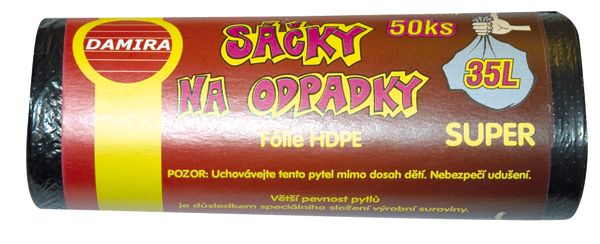 DAMIRA
SÁČKY
NA ODPADKY
50ks
35L
Fólie HDPE
SUPER
POZOR: Uchovávejte tento pytel mimo dosah dětí. Nebezpečí udušení.
Větší pevnost pytlů
je důsledkem speciálního složení výrobní suroviny.